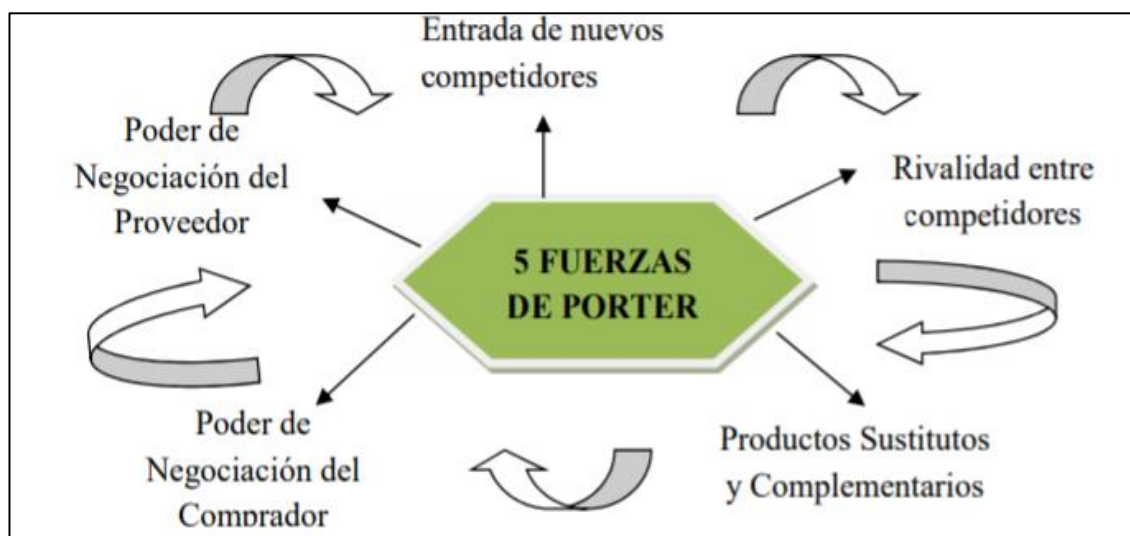 Entrada de nuevos
competidores
Poder de
Negociación del
Proveedor
Rivalidad entre
competidores
5 FUERZAS
DE PORTER
Poder de
Negociación del
Comprador
Productos Sustitutos
y Complementarios